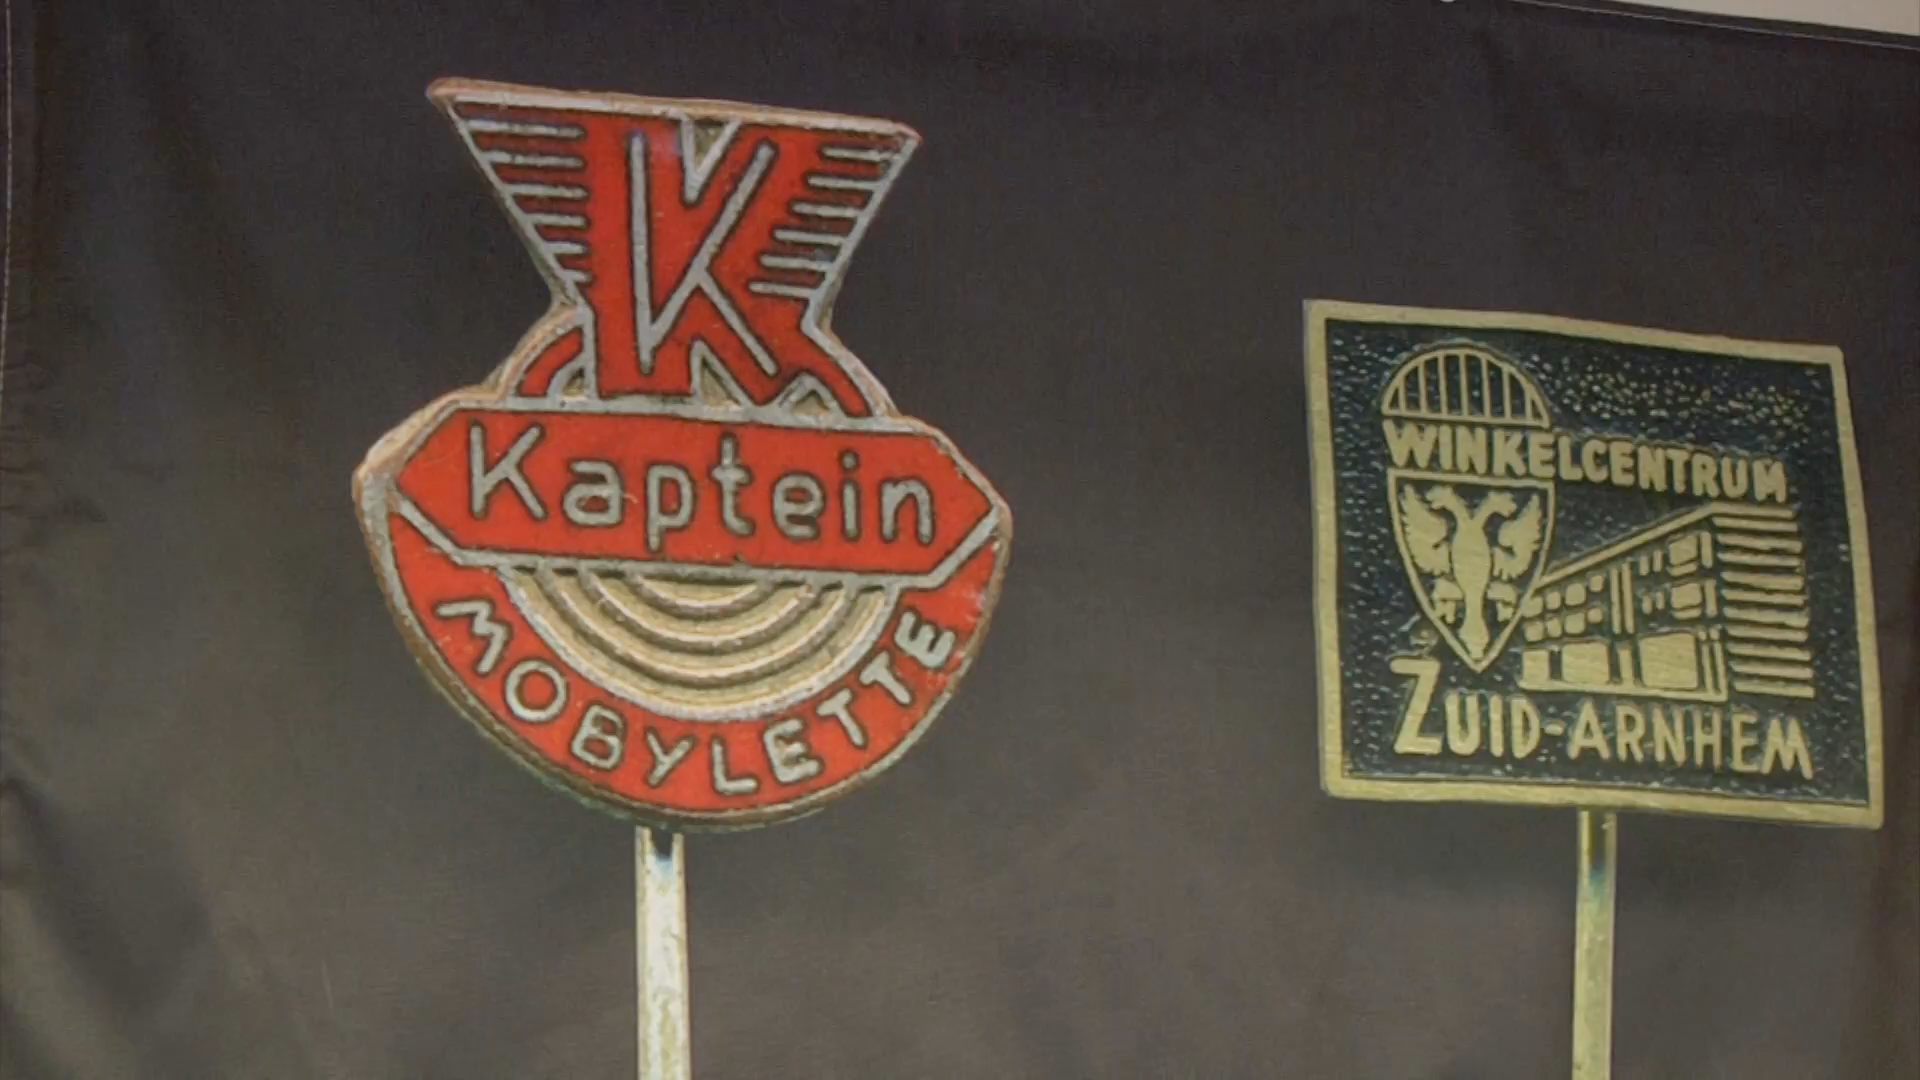 K
Kaptein
MOBYLETTE
WINKELCENTRUM
ZUID-ARNHEM